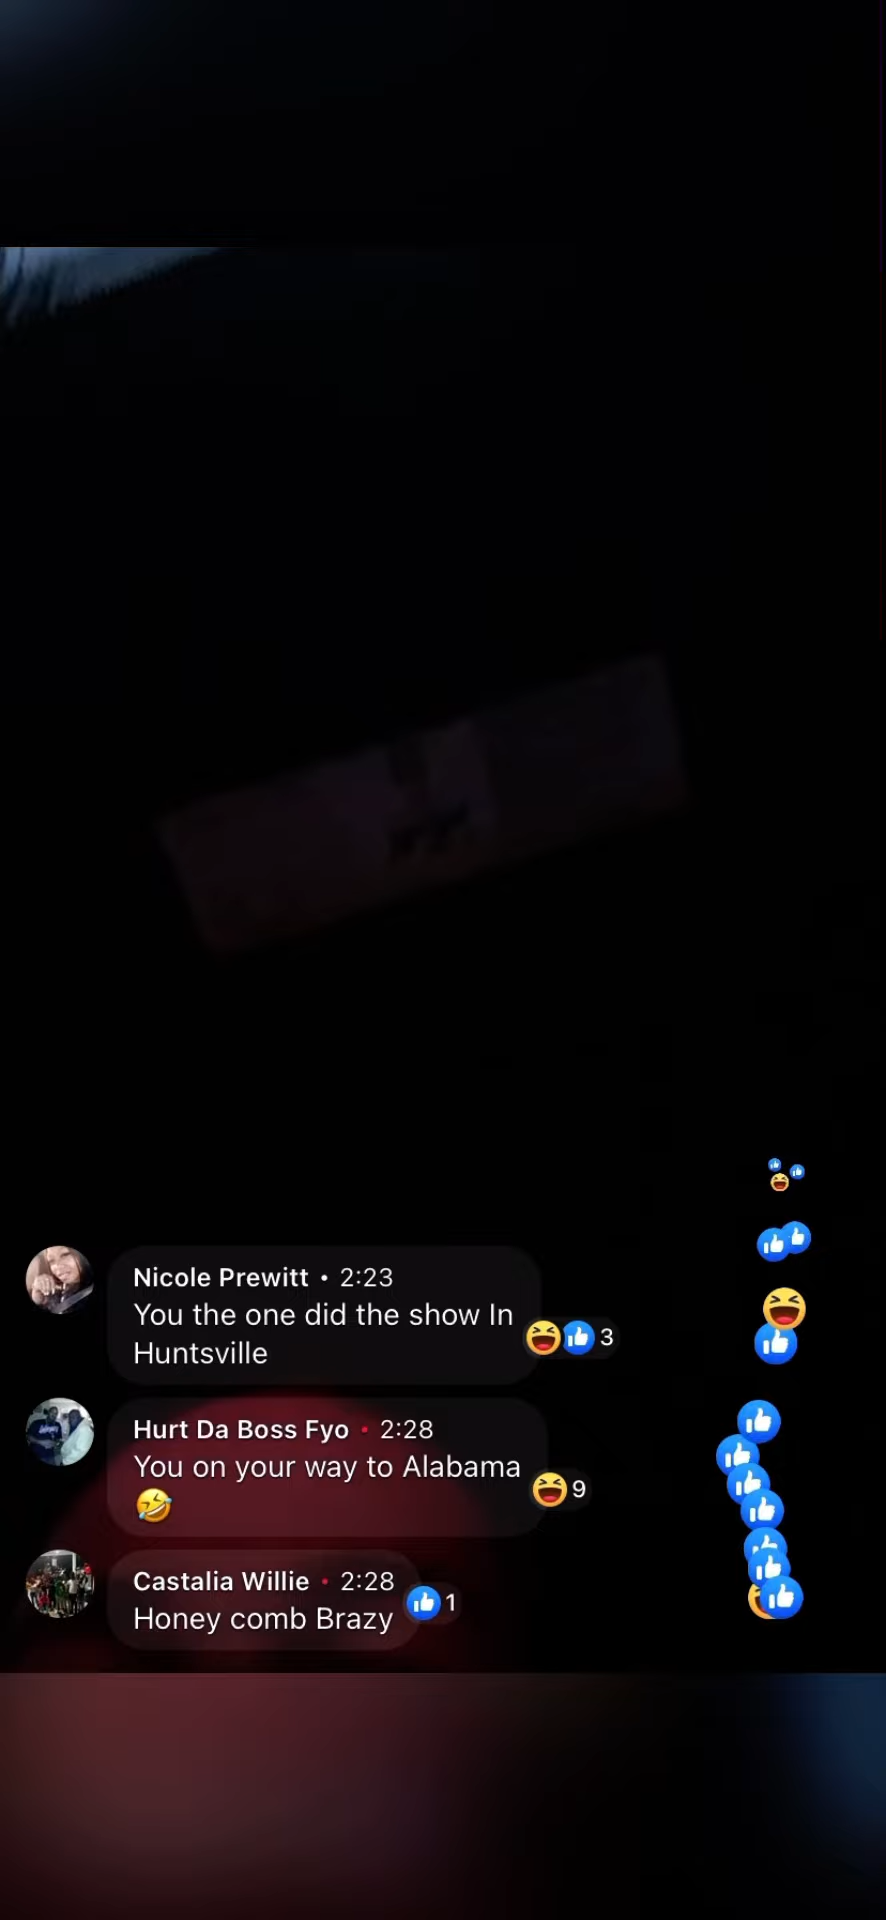 Nicole Prewitt • 2:23
You the one did the show In
Huntsville
3
Hurt Da Boss Fyo • 2:28
You on your way to Alabama
🤣
9
Castalia Willie • 2:28
Honey comb Brazy
1